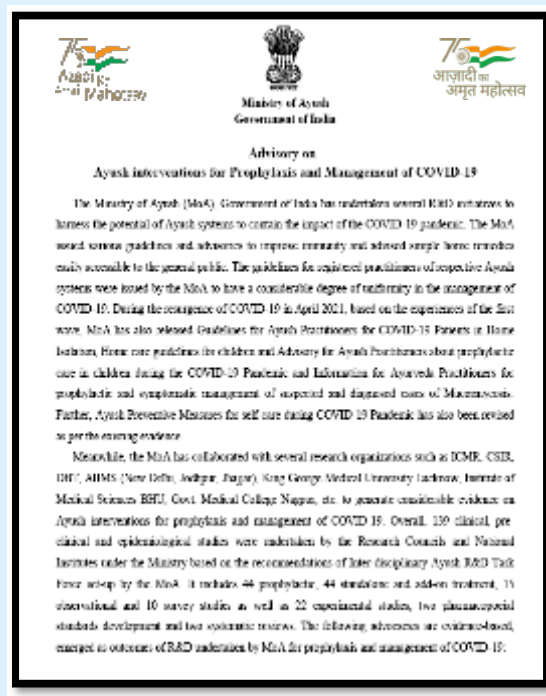 75
Azadi Ka
Amrit Mahotsav
75
आज़ादी का
अमृत महोत्सव
Ministry of Ayush
Government of India
Advisory on
Ayush interventions for Prophylaxis and Management of COVID-19
The Ministry of Ayush (MoA), Government of India has undertaken several R&D initiatives to
harness the potential of Ayush systems to contain the impact of the COVID-19 pandemic. The MoA
issued various guidelines and advisories to improve immunity and advised simple home remedies
easily accessible to the general public. The guidelines for registered practitioners of respective Ayush
systems were issued by the MoA to have a considerable degree of uniformity in the management of
COVID-19. During the resurgence of COVID-19 in April 2021, based on the experiences of the first
wave, MoA has also released Guidelines for Ayush Practitioners for COVID-19 Patients in Home
Isolation, Home care guidelines for children and Advisory for Ayush Practitioners about prophylactic
care in children during the COVID-19 Pandemic and Information for Ayurveda Practitioners for
prophylactic and symptomatic management of suspected and diagnosed cases of Mucormycosis.
Further, Ayush Preventive Measures for self care during COVID-19 Pandemic has also been revised
as per the existing evidence
Meanwhile, the MoA has collaborated with several research organizations such as ICMR, CSIR,
DBT, AIIMS (New Delhi, Jodhpur, Jhajjar), King George Medical University Lucknow, Institute of
Medical Sciences BHU, Govt. Medical College Nagpur, etc. to generate considerable evidence on
Ayush interventions for prophylaxis and management of COVID-19. Overall, 139 clinical, pre-
clinical and epidemiological studies were undertaken by the Research Councils and National
Institutes under the Ministry based on the recommendations of Inter disciplinary Ayush R&D Task
Force set-up by the MoA. It includes 44 prophylactic, 44 standalone and add-on treatment, 15
observational and 10 survey studies as well as 22 experimental studies, two pharmacopoeial
standards development and two systematic reviews. The following advisories are evidence-based,
emerged as outcomes of R&D undertaken by MoA for prophylaxis and management of COVID-19: